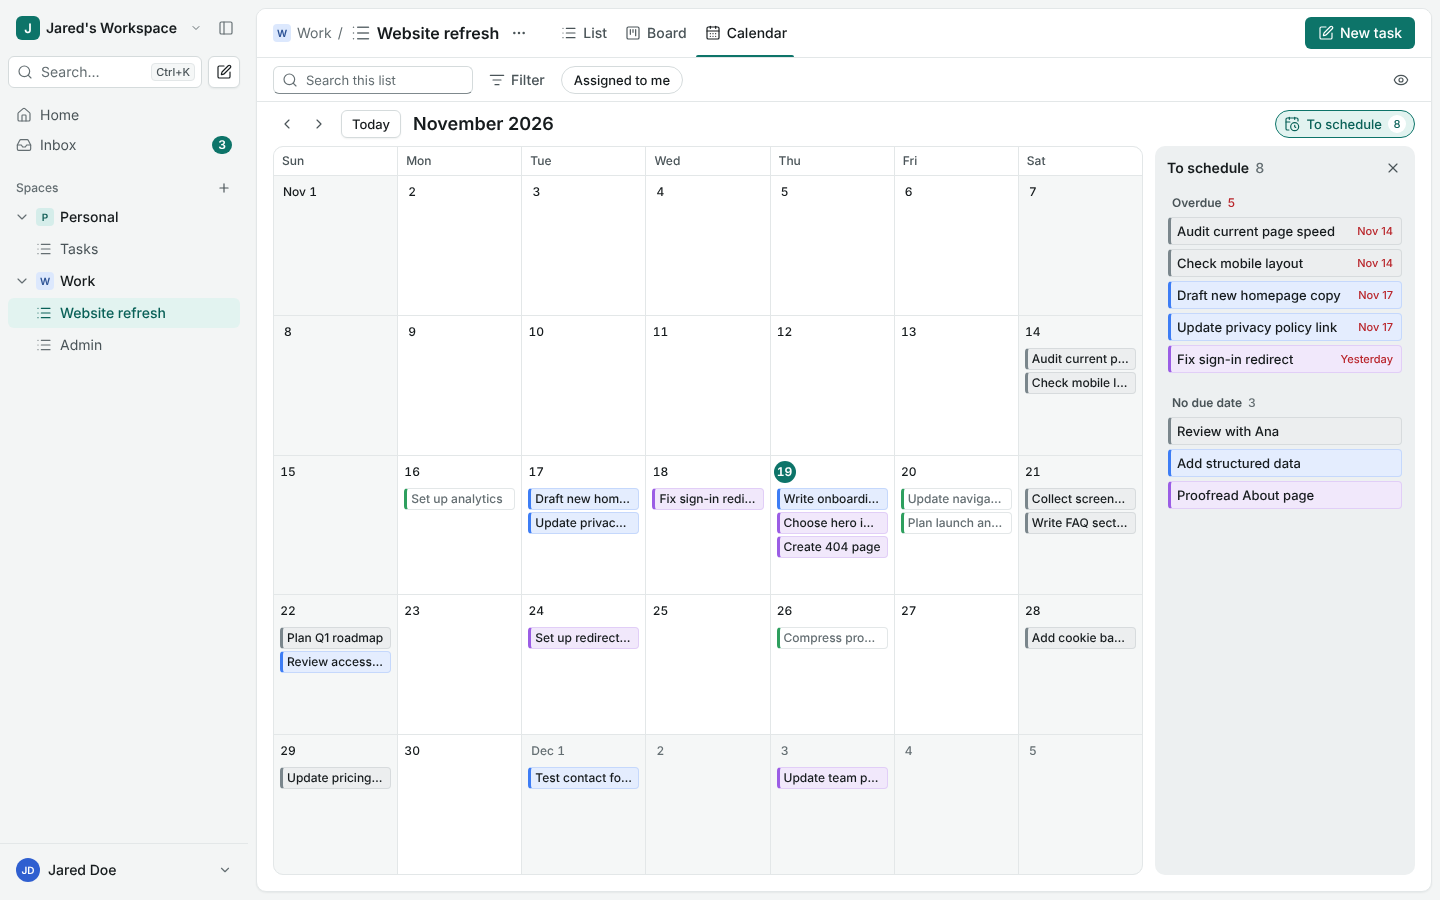 J Jared's Workspace
Search... Ctrl+K
Home
Inbox 3
Spaces
P Personal
Tasks
W Work
Website refresh
Admin
JD Jared Doe
W Work / Website refresh
List
Board
Calendar
New task
Search this list
Filter
Assigned to me
Today November 2026
To schedule 8
Sun Mon Tue Wed Thu Fri Sat
Nov 1 2 3 4 5 6 7
8 9 10 11 12 13 14
Audit current p...
Check mobile l...
15 16 17 18 19 20 21
Set up analytics Draft new hom... Fix sign-in redi... Write onboardi... Update naviga... Collect screen...
Update privac... Choose hero i... Plan launch an... Write FAQ sect...
Create 404 page
22 23 24 25 26 27 28
Plan Q1 roadmap Set up redirect... Compress pro... Add cookie ba...
Review access...
29 30 Dec 1 2 3 4 5
Update pricing... Test contact fo... Update team p...
To schedule 8
Overdue 5
Audit current page speed Nov 14
Check mobile layout Nov 14
Draft new homepage copy Nov 17
Update privacy policy link Nov 17
Fix sign-in redirect Yesterday
No due date 3
Review with Ana
Add structured data
Proofread About page